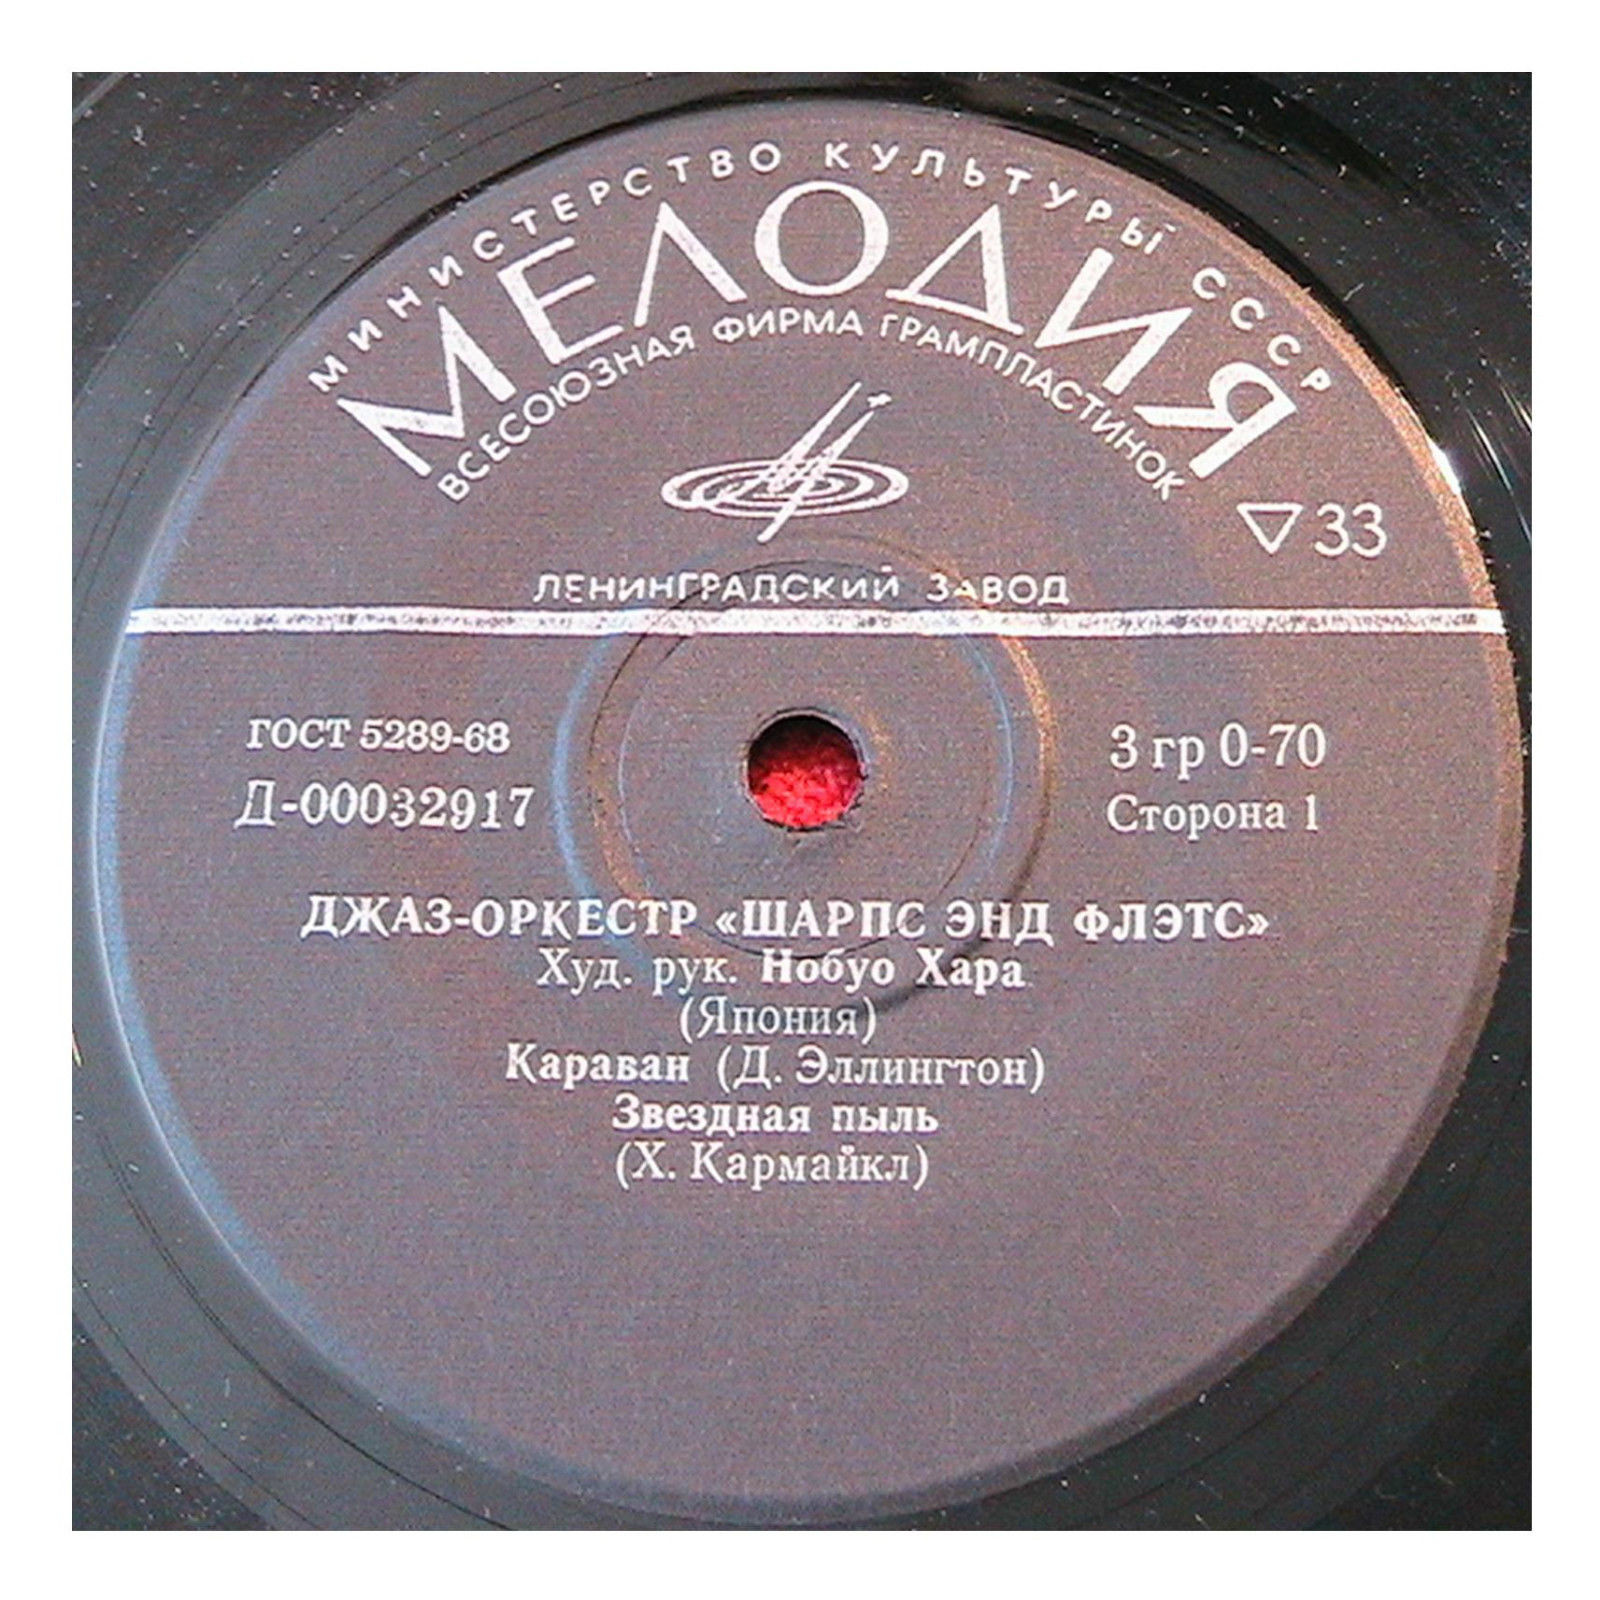 МИНИСТЕРСТВО КУЛЬТУРЫ СССР
МЕЛОДИЯ
ВСЕСОЮЗНАЯ ФИРМА ГРАМПЛАСТИНОК
33
ЛЕНИНГРАДСКИЙ ЗАВОД
ГОСТ 5289-68
Д-00032917
3 гр 0-70
Сторона 1
ДЖАЗ-ОРКЕСТР «ШАРПС ЭНД ФЛЭТС»
Худ. рук. Нобуо Хара
(Япония)
Караван (Д. Эллингтон)
Звездная пыль
(Х. Кармайкл)